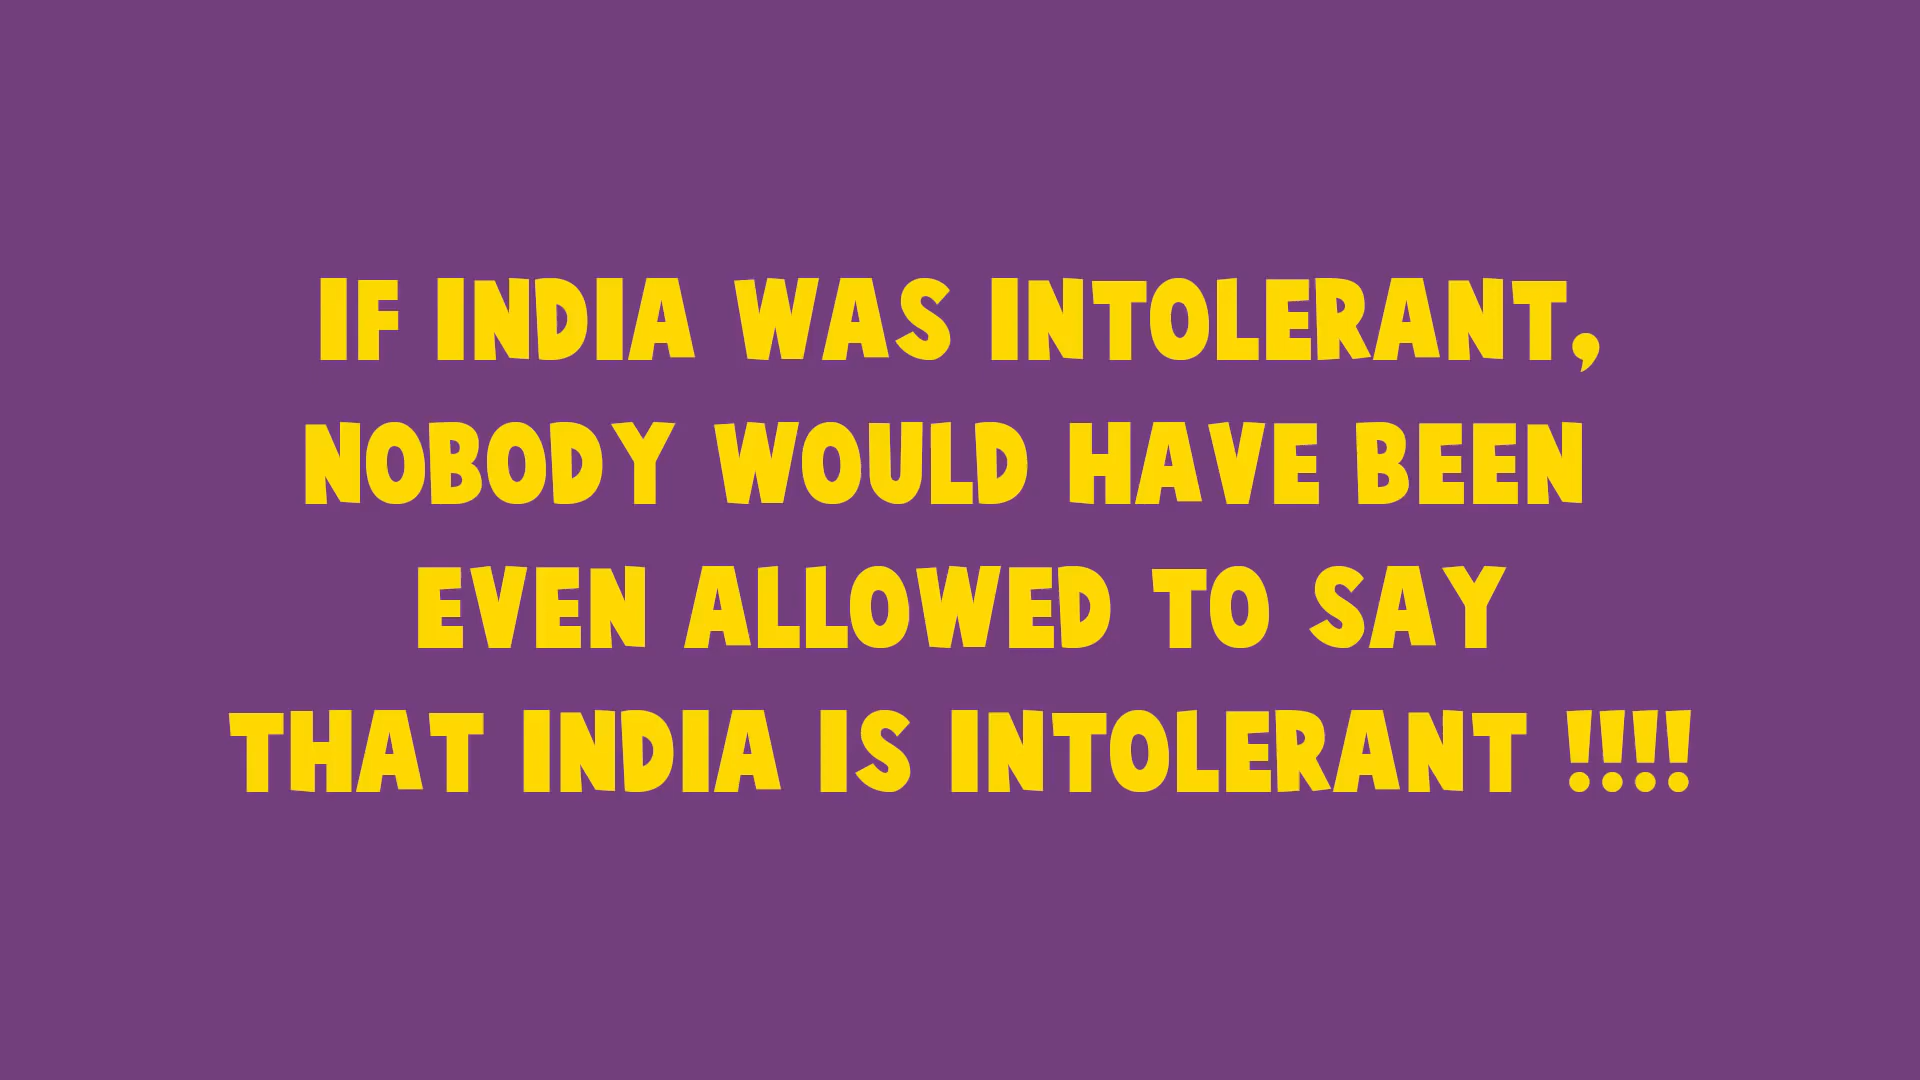 IF INDIA WAS INTOLERANT,
NOBODY WOULD HAVE BEEN
EVEN ALLOWED TO SAY
THAT INDIA IS INTOLERANT !!!!